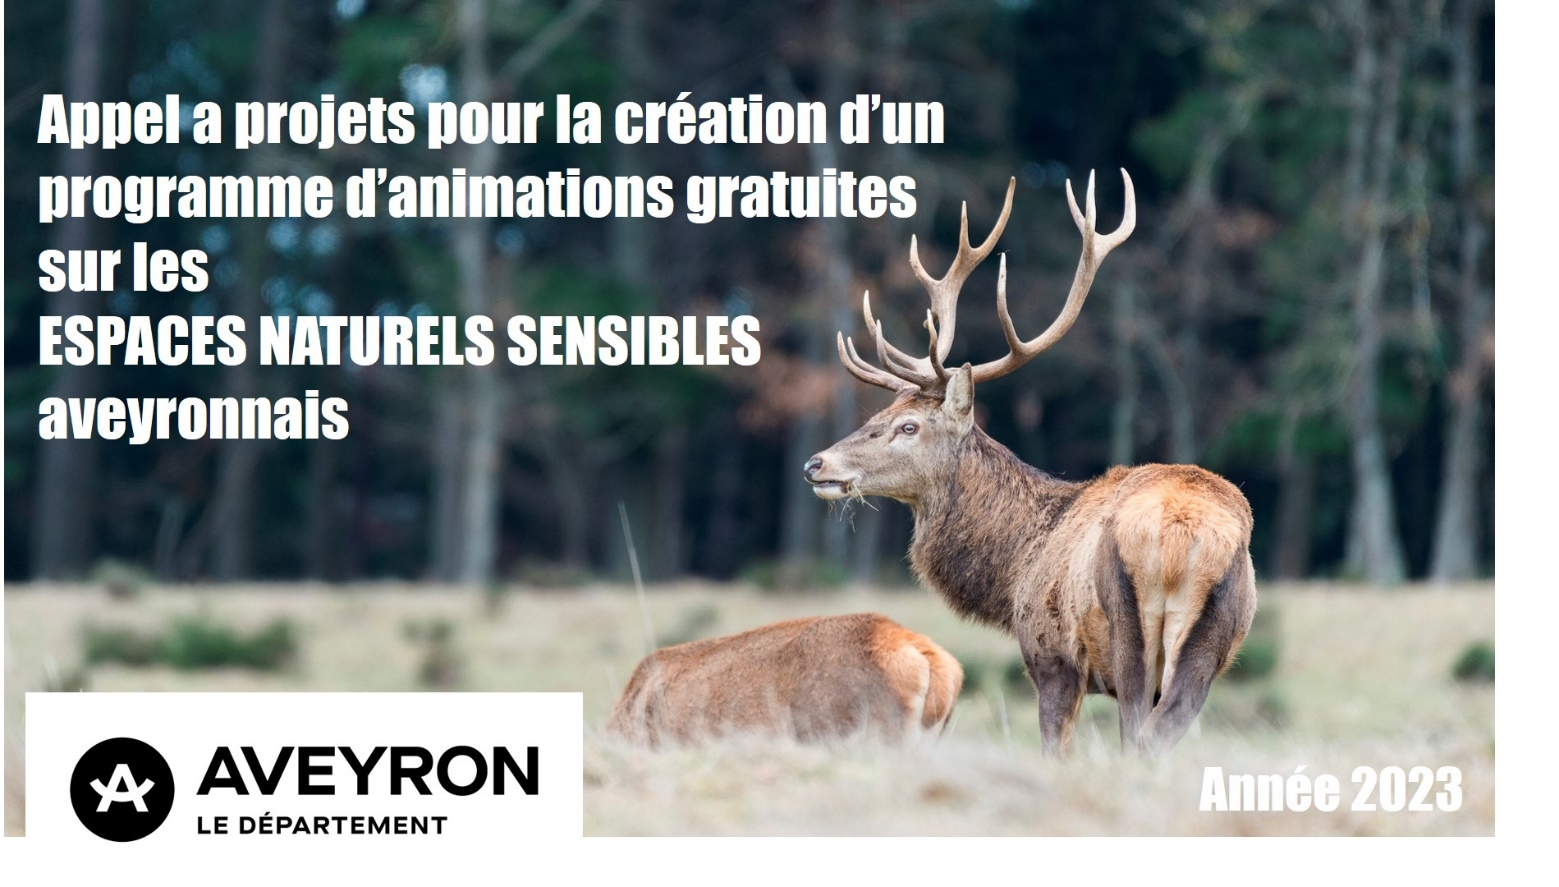 Appel a projets pour la création d’un
programme d’animations gratuites
sur les
ESPACES NATURELS SENSIBLES
aveyronnais
AVEYRON
LE DÉPARTEMENT
Année 2023